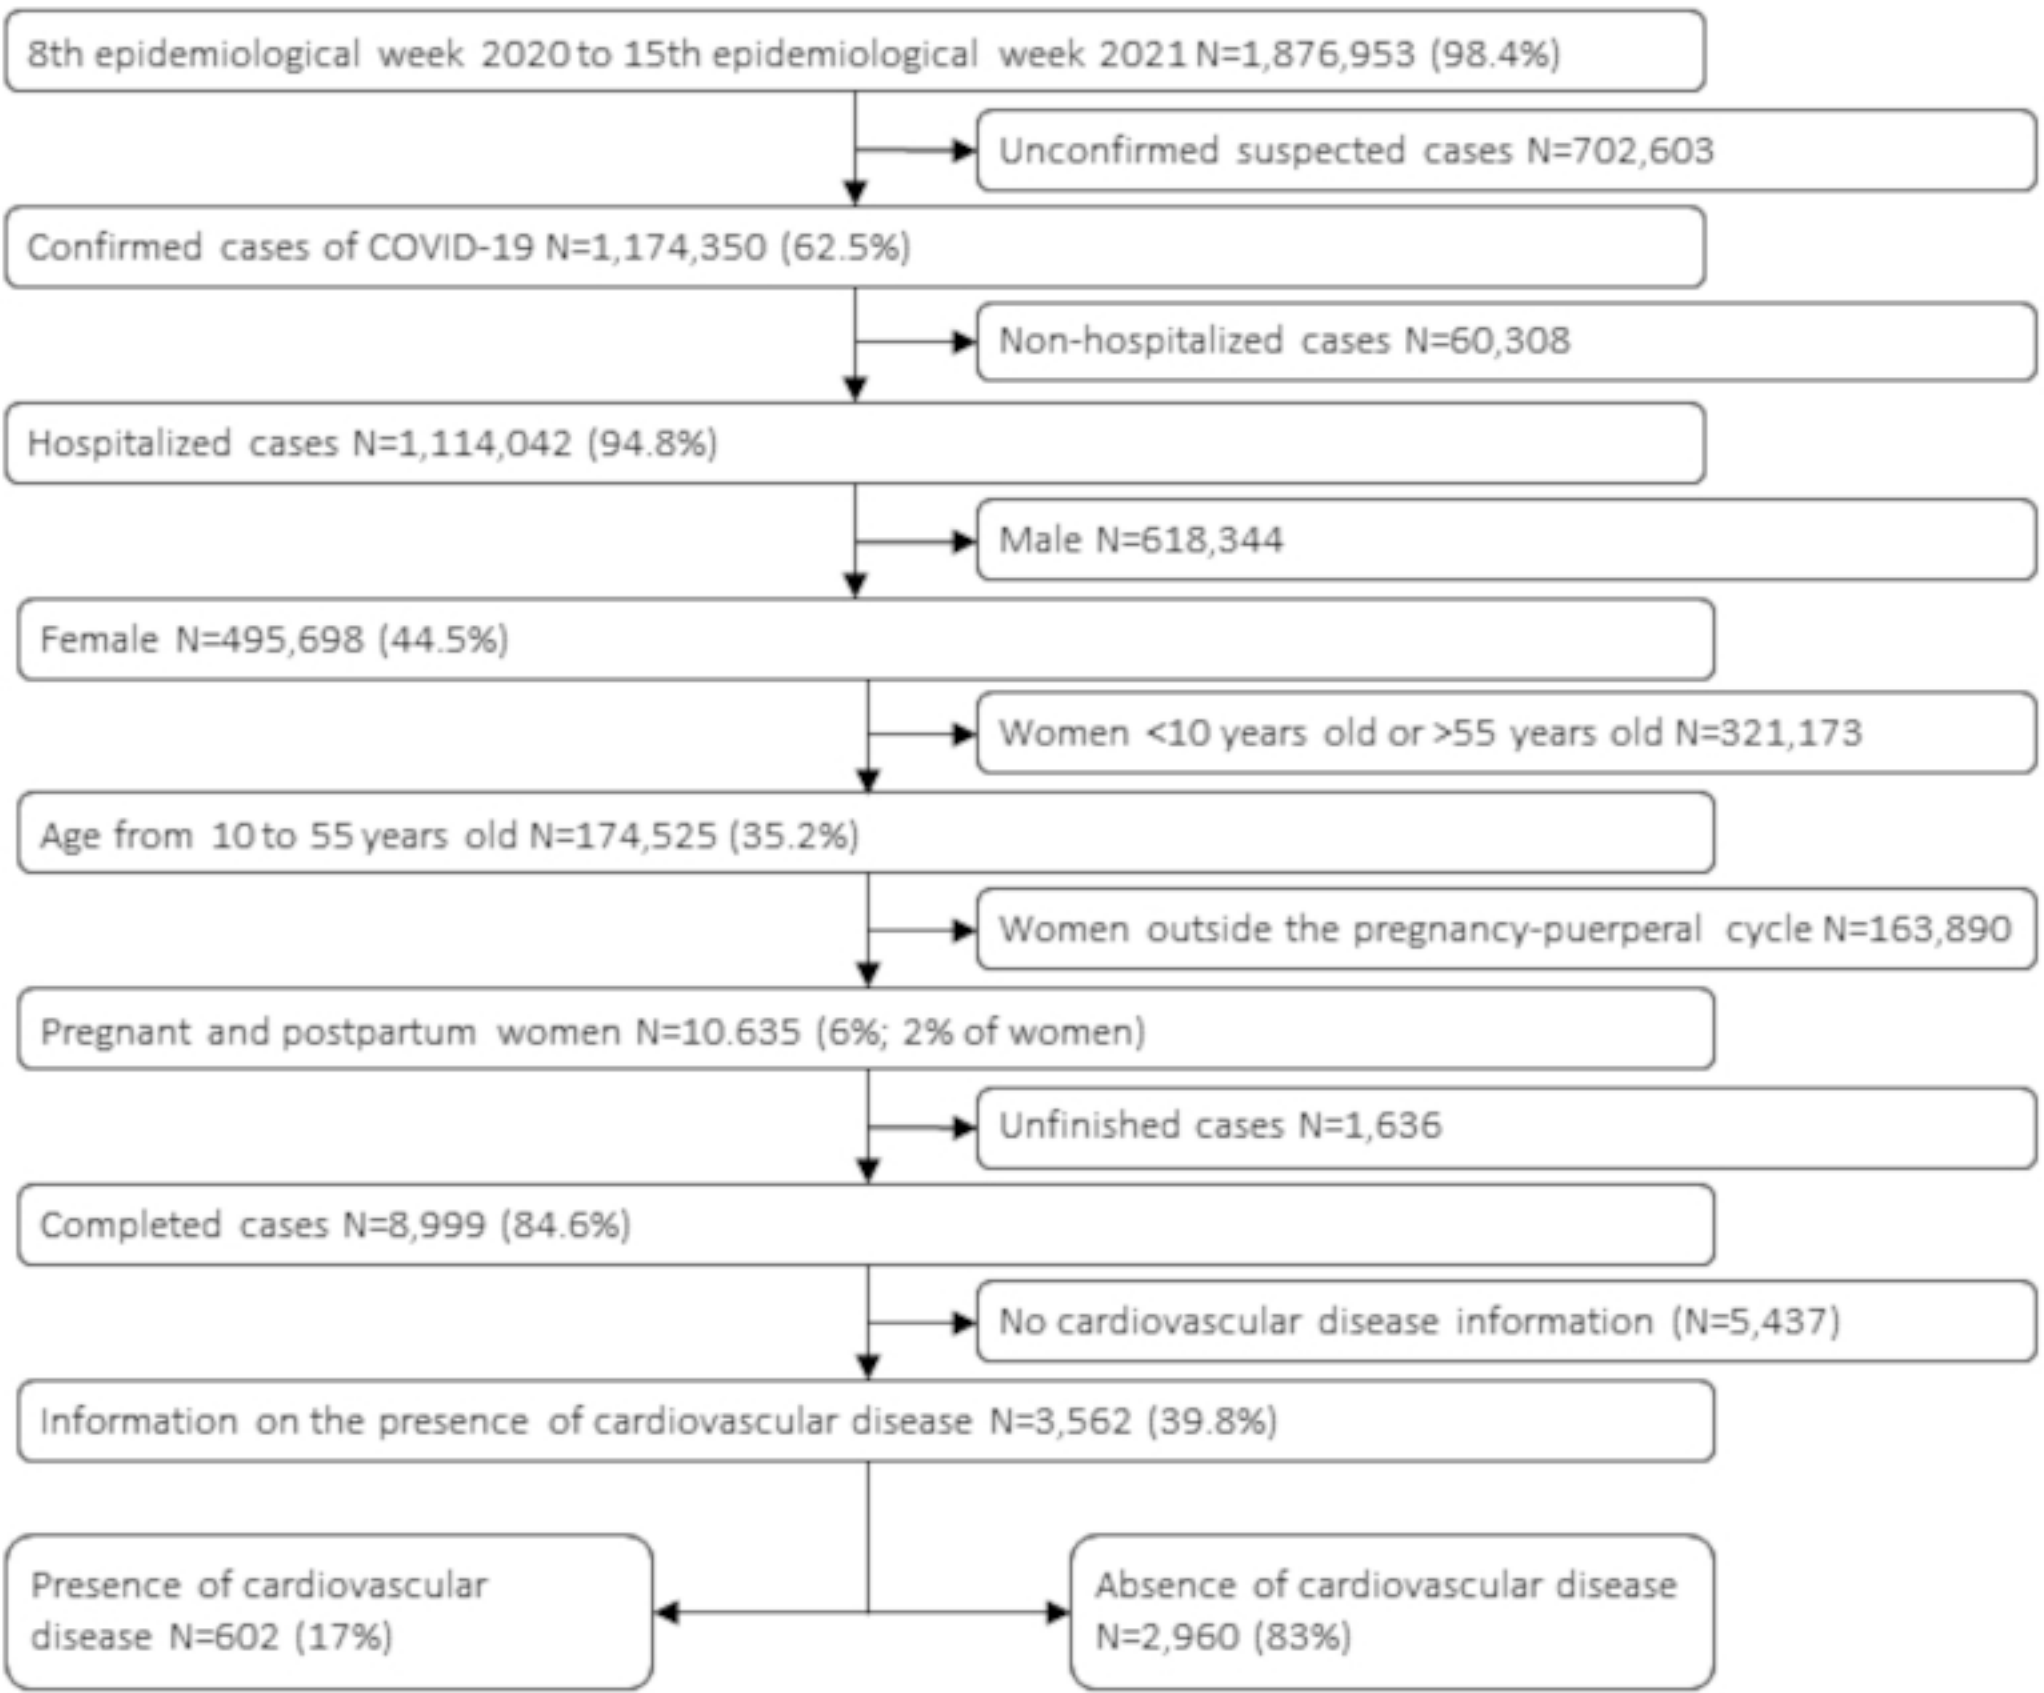 8th epidemiological week 2020 to 15th epidemiological week 2021 N=1,876,953 (98.4%)
Unconfirmed suspected cases N=702,603
Confirmed cases of COVID-19 N=1,174,350 (62.5%)
Non-hospitalized cases N=60,308
Hospitalized cases N=1,114,042 (94.8%)
Male N=618,344
Female N=495,698 (44.5%)
Women <10 years old or >55 years old N=321,173
Age from 10 to 55 years old N=174,525 (35.2%)
Women outside the pregnancy-puerperal cycle N=163,890
Pregnant and postpartum women N=10.635 (6%; 2% of women)
Unfinished cases N=1,636
Completed cases N=8,999 (84.6%)
No cardiovascular disease information (N=5,437)
Information on the presence of cardiovascular disease N=3,562 (39.8%)
Presence of cardiovascular
disease N=602 (17%)
Absence of cardiovascular disease
N=2,960 (83%)